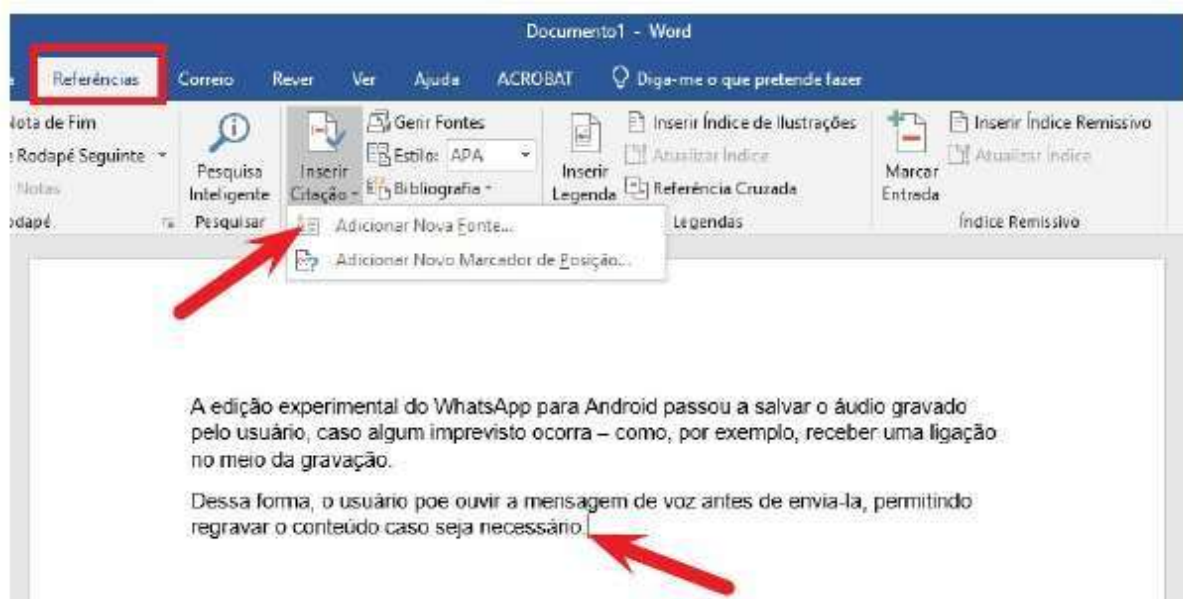 Documento1 - Word
Referências Correio Rever Ver Ajuda ACROBAT Diga-me o que pretende fazer
Nota de Fim
Rodapé Seguinte
Notas
Pesquisa
Inteligente
Pesquisar
Inserir
Citação
Gerir Fontes
Estilo: APA
Bibliografia
Inserir
Legenda
Inserir Índice de Ilustrações
Atualizar Índice
Referência Cruzada
Legendas
Marcar
Entrada
Inserir Índice Remissivo
Atualizar Índice
Índice Remissivo
Adicionar Nova Fonte...
Adicionar Novo Marcador de Posição...
A edição experimental do WhatsApp para Android passou a salvar o áudio gravado
pelo usuário, caso algum imprevisto ocorra – como, por exemplo, receber uma ligação
no meio da gravação.
Dessa forma, o usuário poe ouvir a mensagem de voz antes de envia-la, permitindo
regravar o conteúdo caso seja necessário.